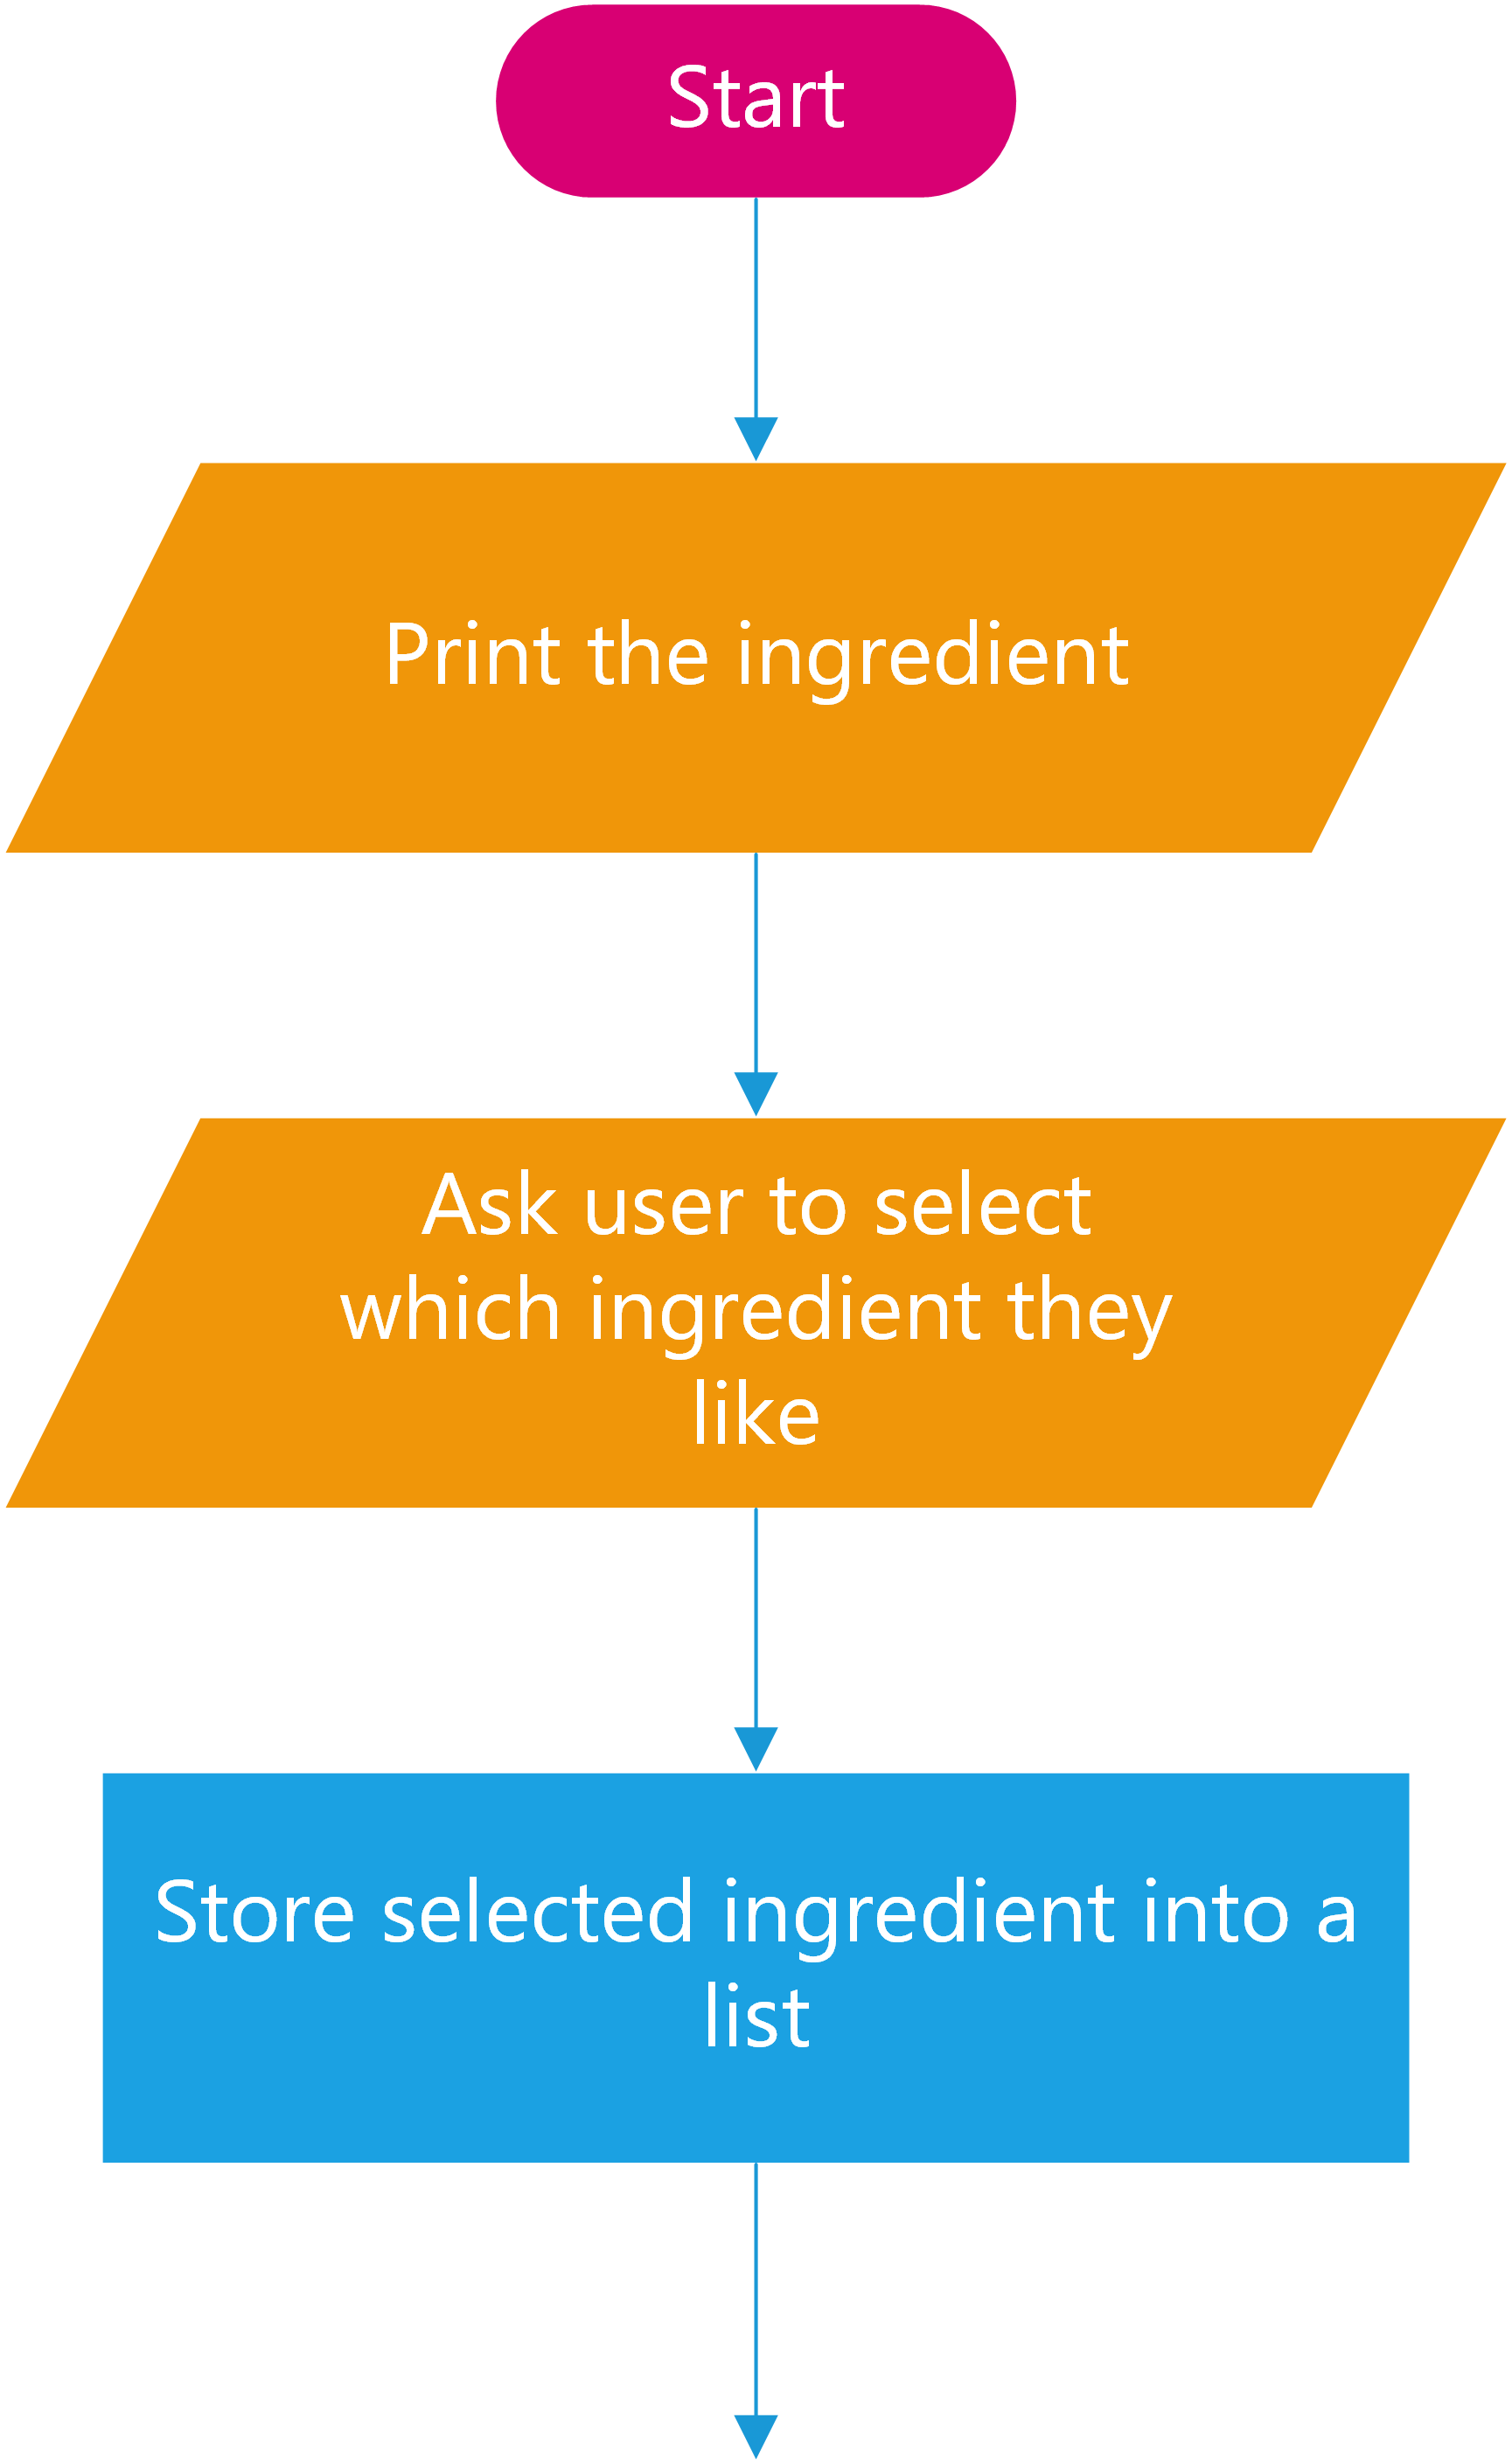 Start
Print the ingredient
Ask user to select
which ingredient they
like
Store selected ingredient into a
list